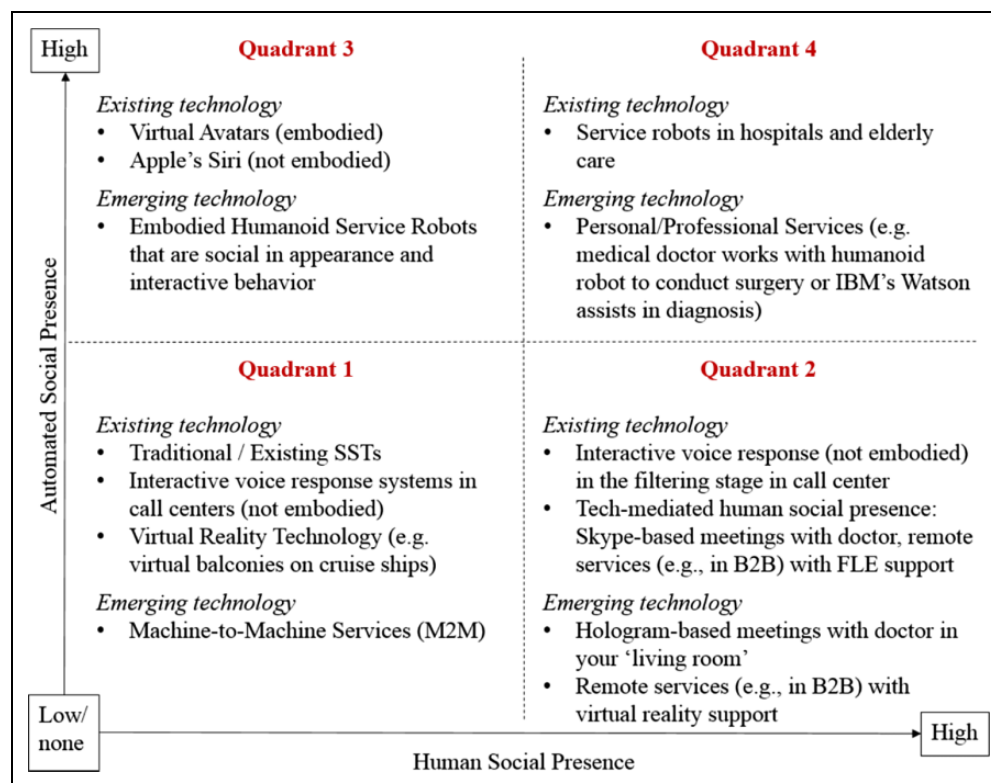 High
Quadrant 3
Existing technology
• Virtual Avatars (embodied)
• Apple's Siri (not embodied)
Emerging technology
• Embodied Humanoid Service Robots
that are social in appearance and
interactive behavior
Quadrant 4
Existing technology
• Service robots in hospitals and elderly
care
Emerging technology
• Personal/Professional Services (e.g.
medical doctor works with humanoid
robot to conduct surgery or IBM's Watson
assists in diagnosis)
Automated Social Presence
Quadrant 1
Existing technology
• Traditional / Existing SSTs
• Interactive voice response systems in
call centers (not embodied)
• Virtual Reality Technology (e.g.
virtual balconies on cruise ships)
Emerging technology
• Machine-to-Machine Services (M2M)
Quadrant 2
Existing technology
• Interactive voice response (not embodied)
in the filtering stage in call center
• Tech-mediated human social presence:
Skype-based meetings with doctor, remote
services (e.g., in B2B) with FLE support
Emerging technology
• Hologram-based meetings with doctor in
your 'living room'
• Remote services (e.g., in B2B) with
virtual reality support
Low/
none
Human Social Presence
High